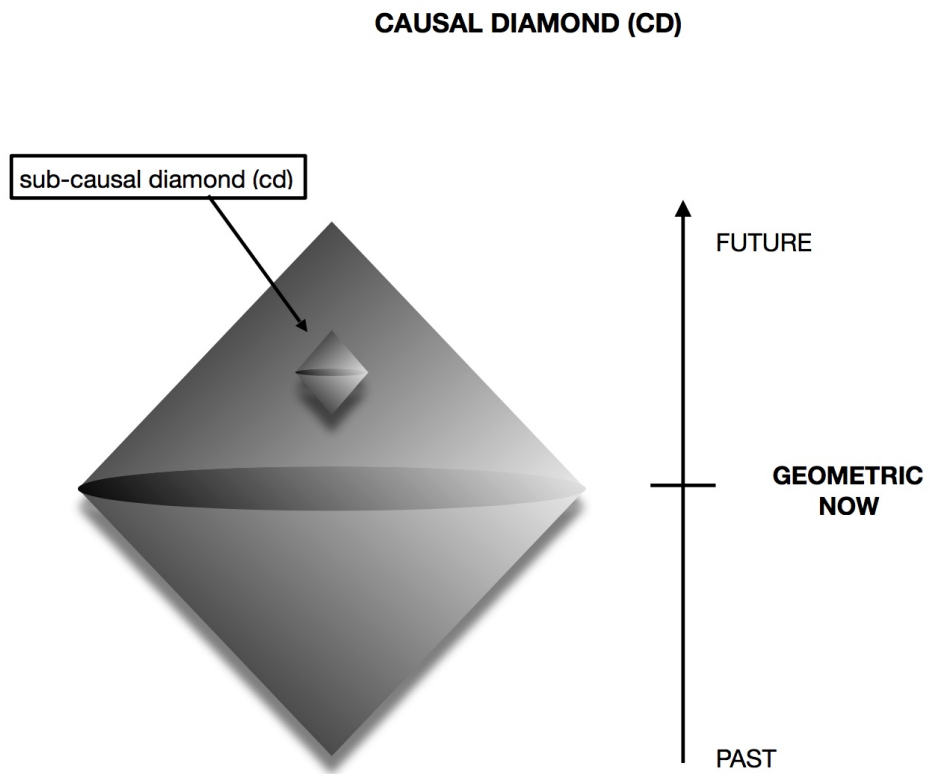 CAUSAL DIAMOND (CD)
sub-causal diamond (cd)
FUTURE
GEOMETRIC
NOW
PAST